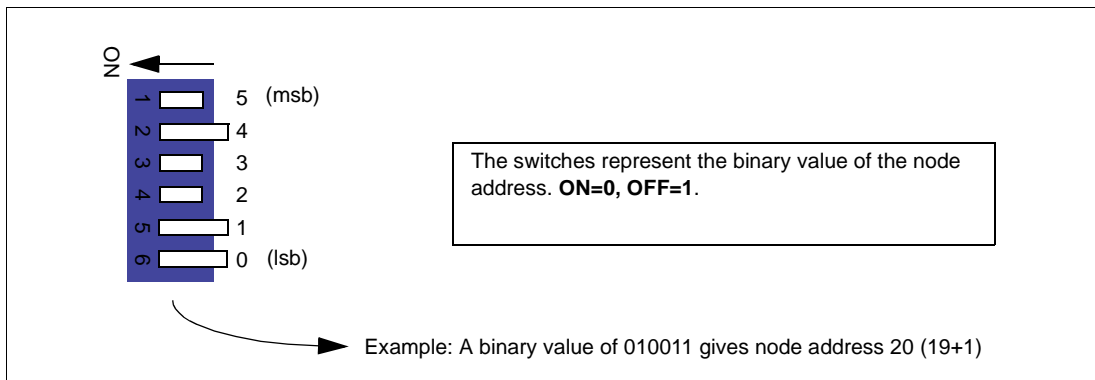 ON
1 5 (msb)
2 4
3 3
4 2
5 1
6 0 (lsb)
The switches represent the binary value of the node
address. ON=0, OFF=1.
Example: A binary value of 010011 gives node address 20 (19+1)